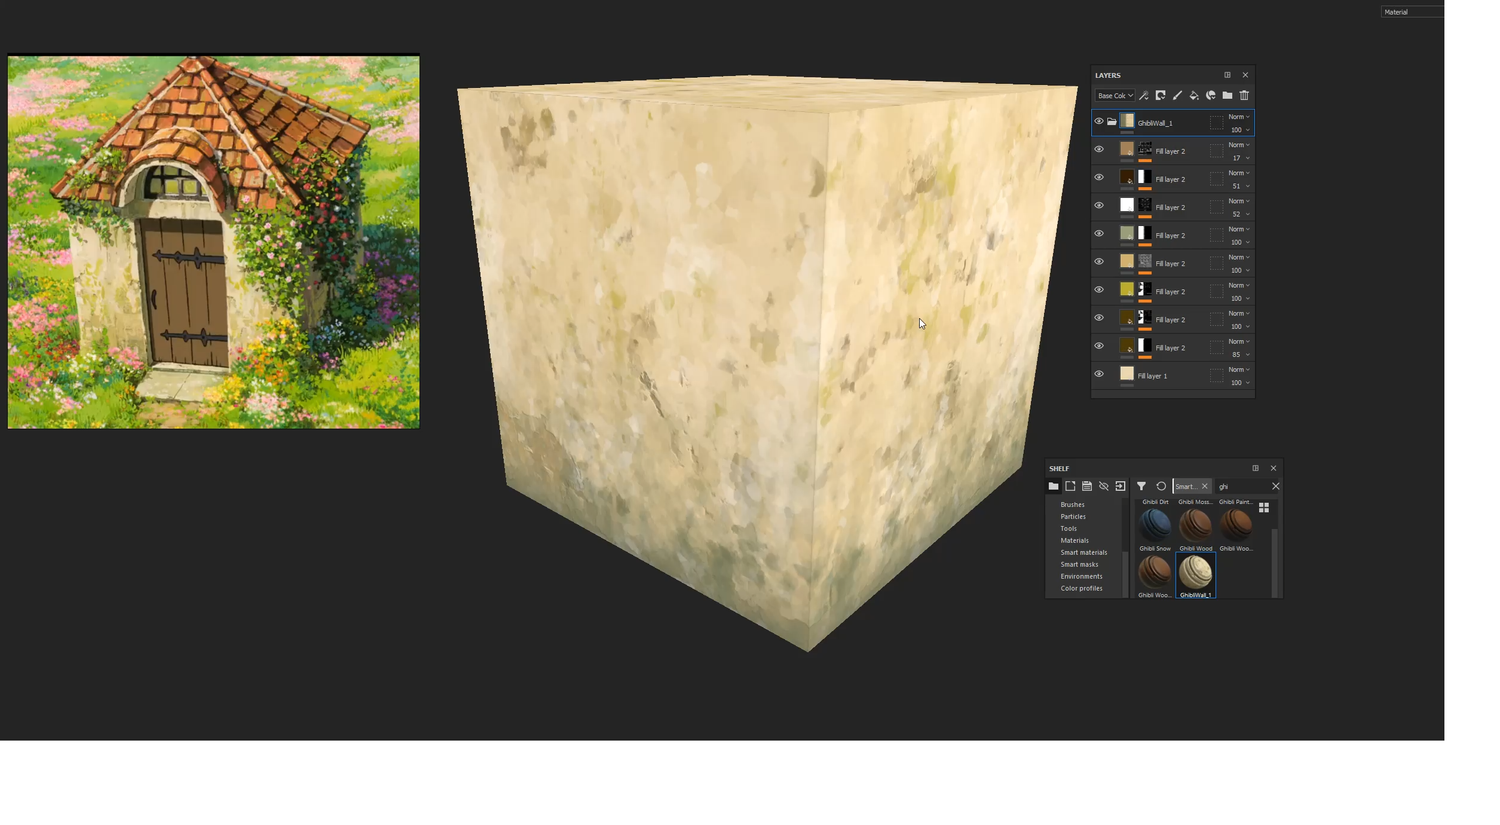 Material
LAYERS
Base Col
GhibliWall_1
Norm
100
Fill layer 2
Norm
17
Fill layer 2
Norm
51
Fill layer 2
Norm
52
Fill layer 2
Norm
100
Fill layer 2
Norm
100
Fill layer 2
Norm
100
Fill layer 2
Norm
100
Fill layer 2
Norm
85
Fill layer 1
Norm
100
SHELF
Smart...
ghi
Brushes
Particles
Tools
Materials
Smart materials
Smart masks
Environments
Color profiles
Ghibli Dirt
Ghibli Moss...
Ghibli Paint...
Ghibli Snow
Ghibli Wood
Ghibli Woo...
Ghibli Woo...
GhibliWall_1